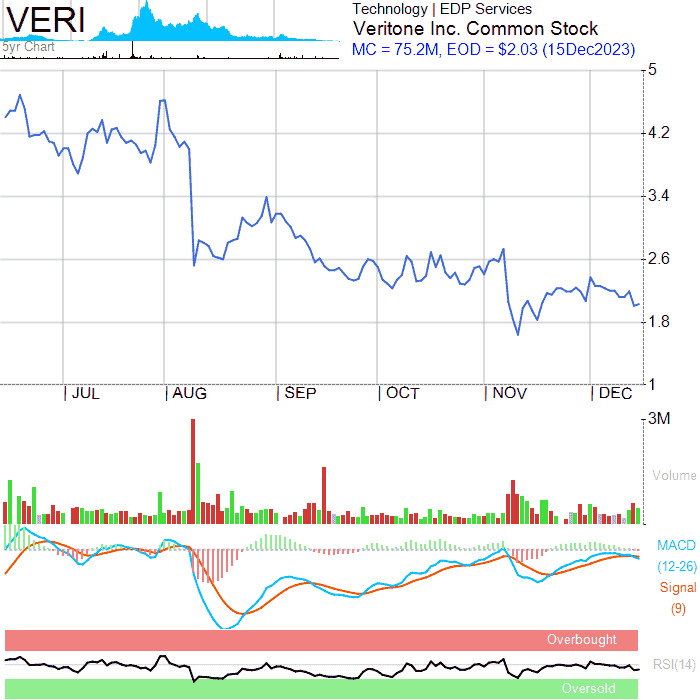 VERI
5yr Chart
Technology | EDP Services
Veritone Inc. Common Stock
MC = 75.2M, EOD = $2.03 (15Dec2023)
5
4.2
3.4
2.6
1.8
1
JUL AUG SEP OCT NOV DEC
3M
Volume
MACD
(12-26)
Signal
(9)
Overbought
RSI(14)
Oversold